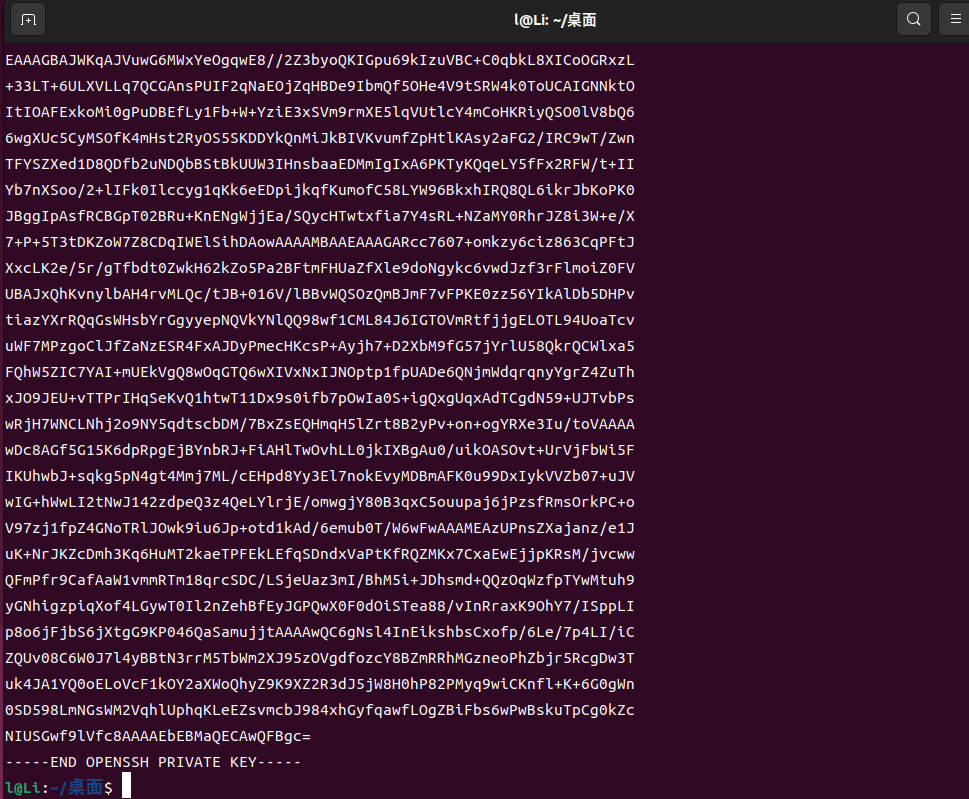 l@Li: ~/桌面
EAAAGBAJWKqAJVuwG6MWxYeOgqwE8//2Z3byoQKIGpu69kIzuVBC+C0qbkL8XICoOGRxzL
+33LT+6ULXVLLq7QCGAnsPUIF2qNaEOjZqHBDe9IbmQf5OHe4V9tSRW4k0ToUCAIGNNktO
ItIOAFExkoMi0gPuDBEfLy1Fb+W+YziE3xSVm9rmXE5lqVUtlcY4mCoHKRiyQSO0lV8bQ6
6wgXUc5CyMSOfK4mHst2RyOS5SKDDYkQnMiJkBIVKvumfZpHtlKAsy2aFG2/IRC9wT/Zwn
TFYSZXed1D8QDfb2uNDQbBStBkUUW3IHnsbaaEDMmIgIxA6PKTyKQqeLY5fFx2RFW/t+II
Yb7nXSoo/2+lIFk0Ilccyg1qKk6eEDpijkqfKumofC58LYW96BkxhIRQ8QL6ikrJbKoPK0
JBggIpAsfRCBGpT02BRu+KnENgWjjEa/SQycHTwtxfia7Y4sRL+NZaMY0RhrJZ8i3W+e/X
7+P+5T3tDKZoW7Z8CDqIWElSihDAowAAAAMBAAEAAAGARcc7607+omkzy6ciz863CqPFtJ
XxcLK2e/5r/gTfbdt0ZwkH62kZo5Pa2BFtmFHUaZfXle9doNgykc6vwdJzf3rFlmoiZ0FV
UBAJxQhKvnylbAH4rvMLQc/tJB+016V/lBBvWQSOzQmBJmF7vFPKE0zz56YIkAlDb5DHPv
tiazYXrRQqGsWHsbYrGgyyepNQVkYNlQQ98wf1CML84J6IGTOVmRtfjjgELOTL94UoaTcv
uWF7MPzgoClJfZaNzESR4FxAJDyPmecHKcsP+Ayjh7+D2XbM9fG57jYrlU58QkrQCWlxa5
FQhW5ZIC7YAI+mUEkVgQ8wOqGTQ6wXIVxNxIJNOptp1fpUADe6QNjmWdqrqnyYgrZ4ZuTh
xJO9JEU+vTTPrIHqSeKvQ1htwT11Dx9s0ifb7pOwIa0S+igQxgUqxAdTCgdN59+UJTvbPs
wRjH7WNCLNhj2o9NY5qdtscbDM/7BxZsEQHmqH5lZrt8B2yPv+on+ogYRXe3Iu/toVAAAA
wDc8AGf5G15K6dpRpgEjBYnbRJ+FiAHlTwOvhLL0jkIXBgAu0/uikOASOvt+UrVjFbWi5F
IKUhwbJ+sqkg5pN4gt4Mmj7ML/cEHpd8Yy3El7nokEvyMDBmAFK0u99DxIykVVZb07+uJV
wIG+hWwLI2tNwJ142zdpeQ3z4QeLYlrjE/omwgjY80B3qxC5ouupaj6jPzsfRmsOrkPC+o
V97zj1fpZ4GNoTRlJOwk9iu6Jp+otd1kAd/6emub0T/W6wFwAAAMEAzUPnsZXajanz/e1J
uK+NrJKZcDmh3Kq6HuMT2kaeTPFEkLEfqSDndxVaPtKfRQZMKx7CxaEwEjjpKRsM/jvcww
QFmPfr9CafAaW1vmmRTm18qrcSDC/LSjeUaz3mI/BhM5i+JDhsmd+QQzOqWzfpTYwMtuh9
yGNhigzpiqXof4LGywT0Il2nZehBfEyJGPQwX0F0dOiSTea88/vInRraxK9OhY7/ISppLI
p8o6jFjbS6jXtgG9KP046QaSamujjtAAAAwQC6gNsl4InEikshbsCxofp/6Le/7p4LI/iC
ZQUv08C6W0J7l4yBBtN3rrM5TbWm2XJ95zOVgdfozcY8BZmRRhMGzneoPhZbjr5RcgDw3T
uk4JA1YQ0oELoVcF1kOY2aXWoQhyZ9K9XZ2R3dJ5jW8H0hP82PMyq9wiCKnfl+K+6G0gWn
0SD598LmNGsWM2VqhlUphqKLeEZsvmcbJ984xhGyfqawfLOgZBiFbs6wPwBskuTpCg0kZc
NIUSGwf9lVfc8AAAAEbEBMaQECAwQFBgc=
-----END OPENSSH PRIVATE KEY-----
l@Li:~/桌面$